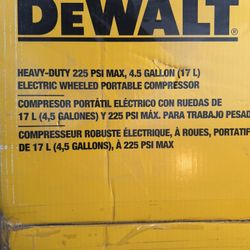 DEWALT®
HEAVY-DUTY 225 PSI MAX, 4.5 GALLON (17 L)
ELECTRIC WHEELED PORTABLE COMPRESSOR
COMPRESOR PORTÁTIL ELÉCTRICO CON RUEDAS DE
17 L (4,5 GALONES) Y 225 PSI MÁX. PARA TRABAJO PESAD
COMPRESSEUR ROBUSTE ÉLECTRIQUE, À ROUES, PORTATIF
DE 17 L (4,5 GALLONS), À 225 PSI MAX